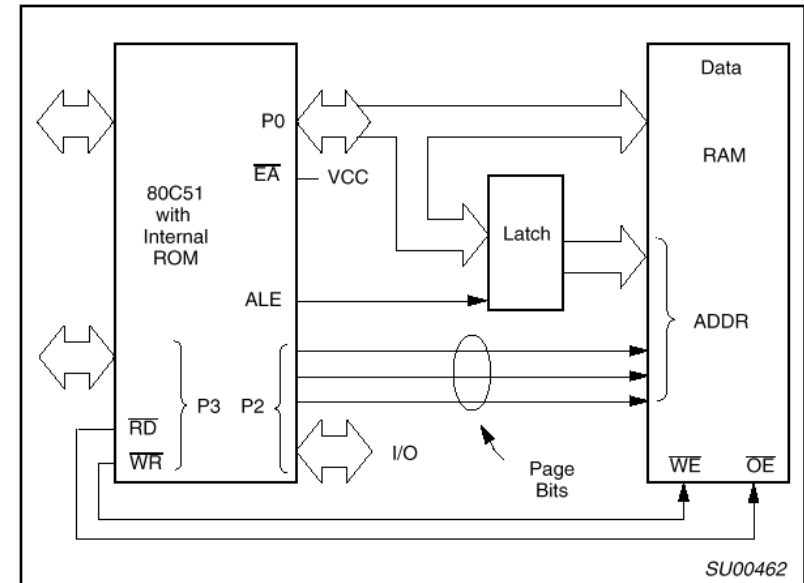 Data
P0
RAM
EA
VCC
80C51
with
Internal
ROM
Latch
ALE
ADDR
P3
P2
RD
WR
I/O
Page
Bits
WE
OE
SU00462